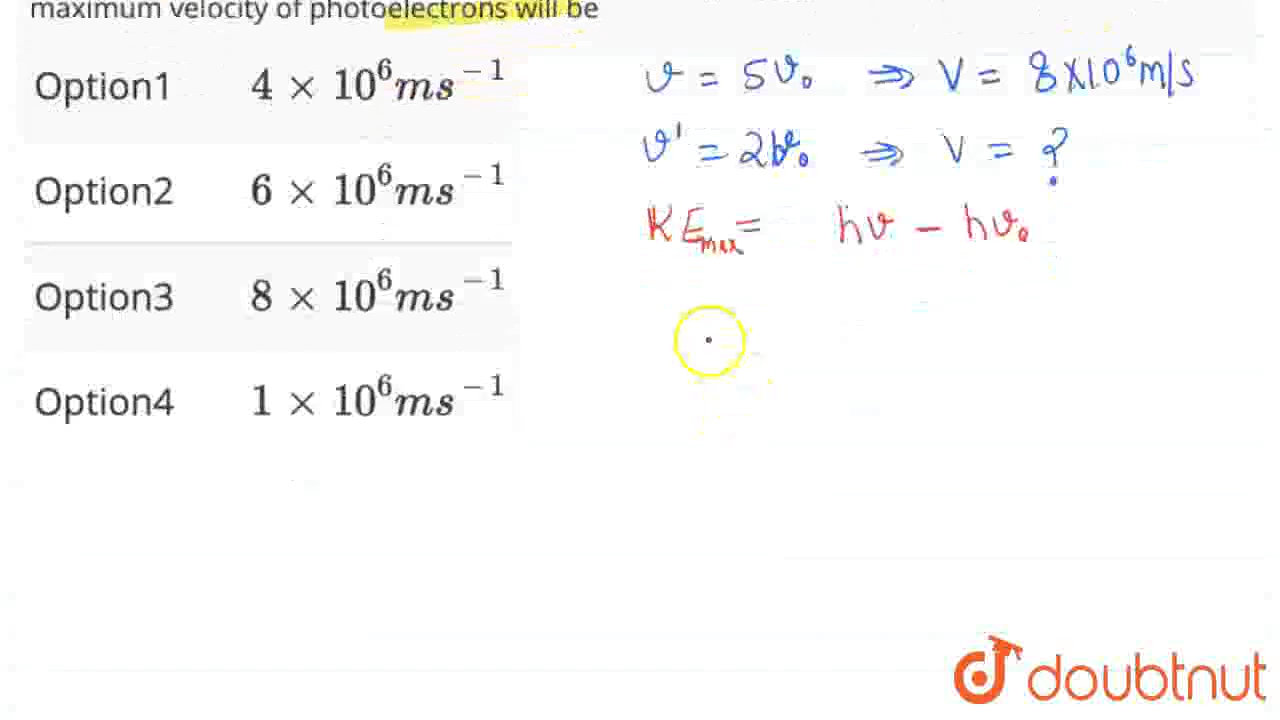 maximum velocity of photoelectrons will be
Option1 4 × 10⁶ms⁻¹
Option2 6 × 10⁶ms⁻¹
Option3 8 × 10⁶ms⁻¹
Option4 1 × 10⁶ms⁻¹
ν = 5ν₀ ⇒ V = 8×10⁶m/s
ν' = 2ν₀ ⇒ V = ?
KEmax = hν - hν₀
doubtnut